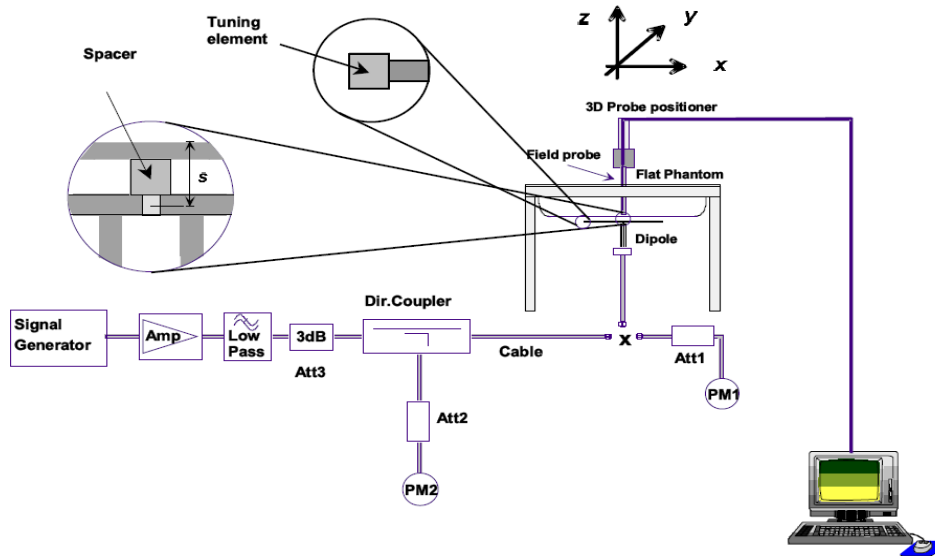 z
y
x
Tuning
element
Spacer
s
3D Probe positioner
Field probe
Flat Phantom
Dipole
Dir.Coupler
Signal
Generator
Amp
Low
Pass
3dB
Att3
Cable
x
Att1
PM1
Att2
PM2